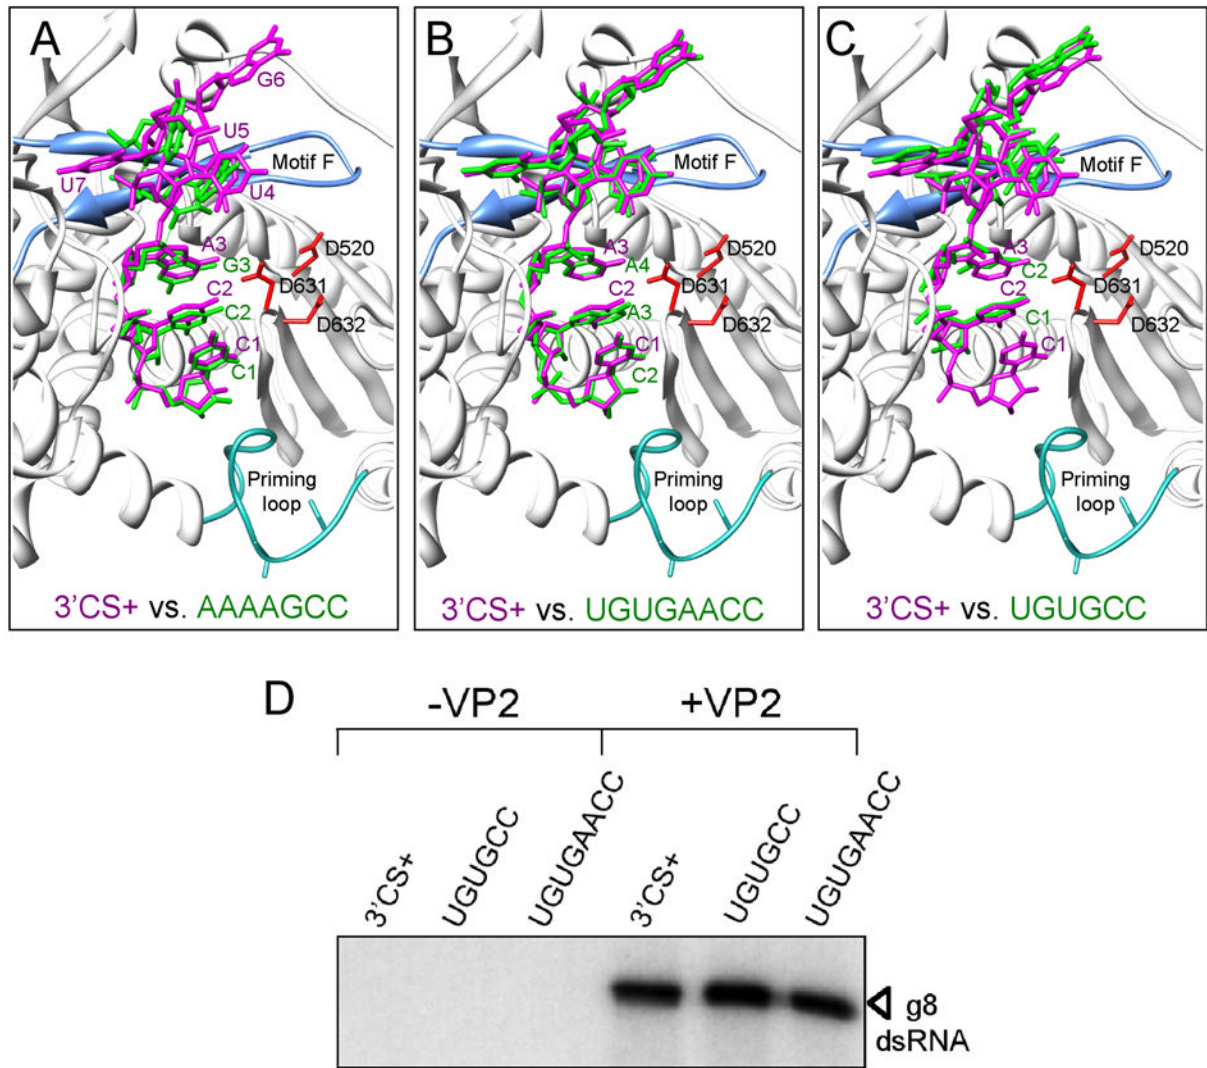 A
G6
U5
Motif F
U7
U4
A3
G3
D520
C2
D631
C2
D632
C1
C1
Priming
loop
3'CS+ vs. AAAAGCC
B
Motif F
A3
A4
D520
C2
D631
A3
D632
C1
C2
Priming
loop
3'CS+ vs. UGUGAACC
C
Motif F
A3
C2
D520
C2
D631
C1
D632
C1
Priming
loop
3'CS+ vs. UGUGCC
D
-VP2
+VP2
3'CS+
UGUGCC
UGUGAACC
3'CS+
UGUGCC
UGUGAACC
g8
dsRNA